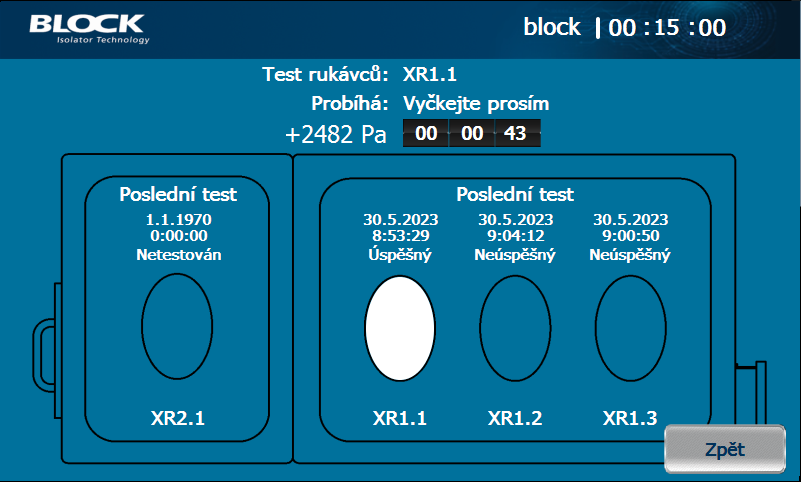 BLOCK
Isolator Technology
block | 00 : 15 : 00
Test rukávců: XR1.1
Probíhá: Vyčkejte prosím
+2482 Pa 00 00 43
Poslední test
1.1.1970
0:00:00
Netestován
XR2.1
Poslední test
30.5.2023 30.5.2023 30.5.2023
8:53:29 9:04:12 9:00:50
Úspěšný Neúspěšný Neúspěšný
XR1.1 XR1.2 XR1.3
Zpět